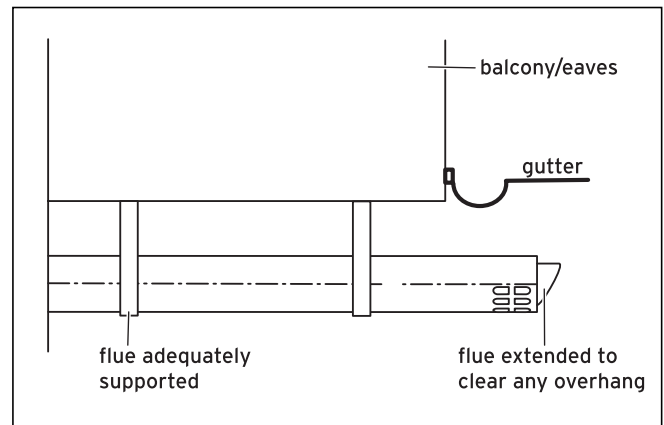 balcony/eaves
gutter
flue adequately
supported
flue extended to
clear any overhang